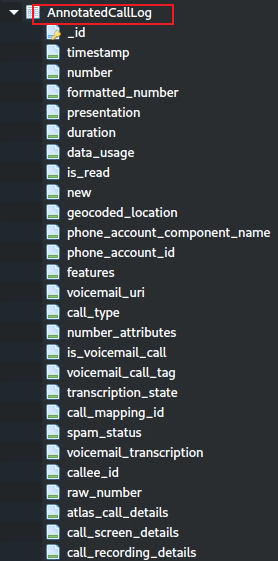 AnnotatedCallLog
_id
timestamp
number
formatted_number
presentation
duration
data_usage
is_read
new
geocoded_location
phone_account_component_name
phone_account_id
features
voicemail_uri
call_type
number_attributes
is_voicemail_call
voicemail_call_tag
transcription_state
call_mapping_id
spam_status
voicemail_transcription
callee_id
raw_number
atlas_call_details
call_screen_details
call_recording_details